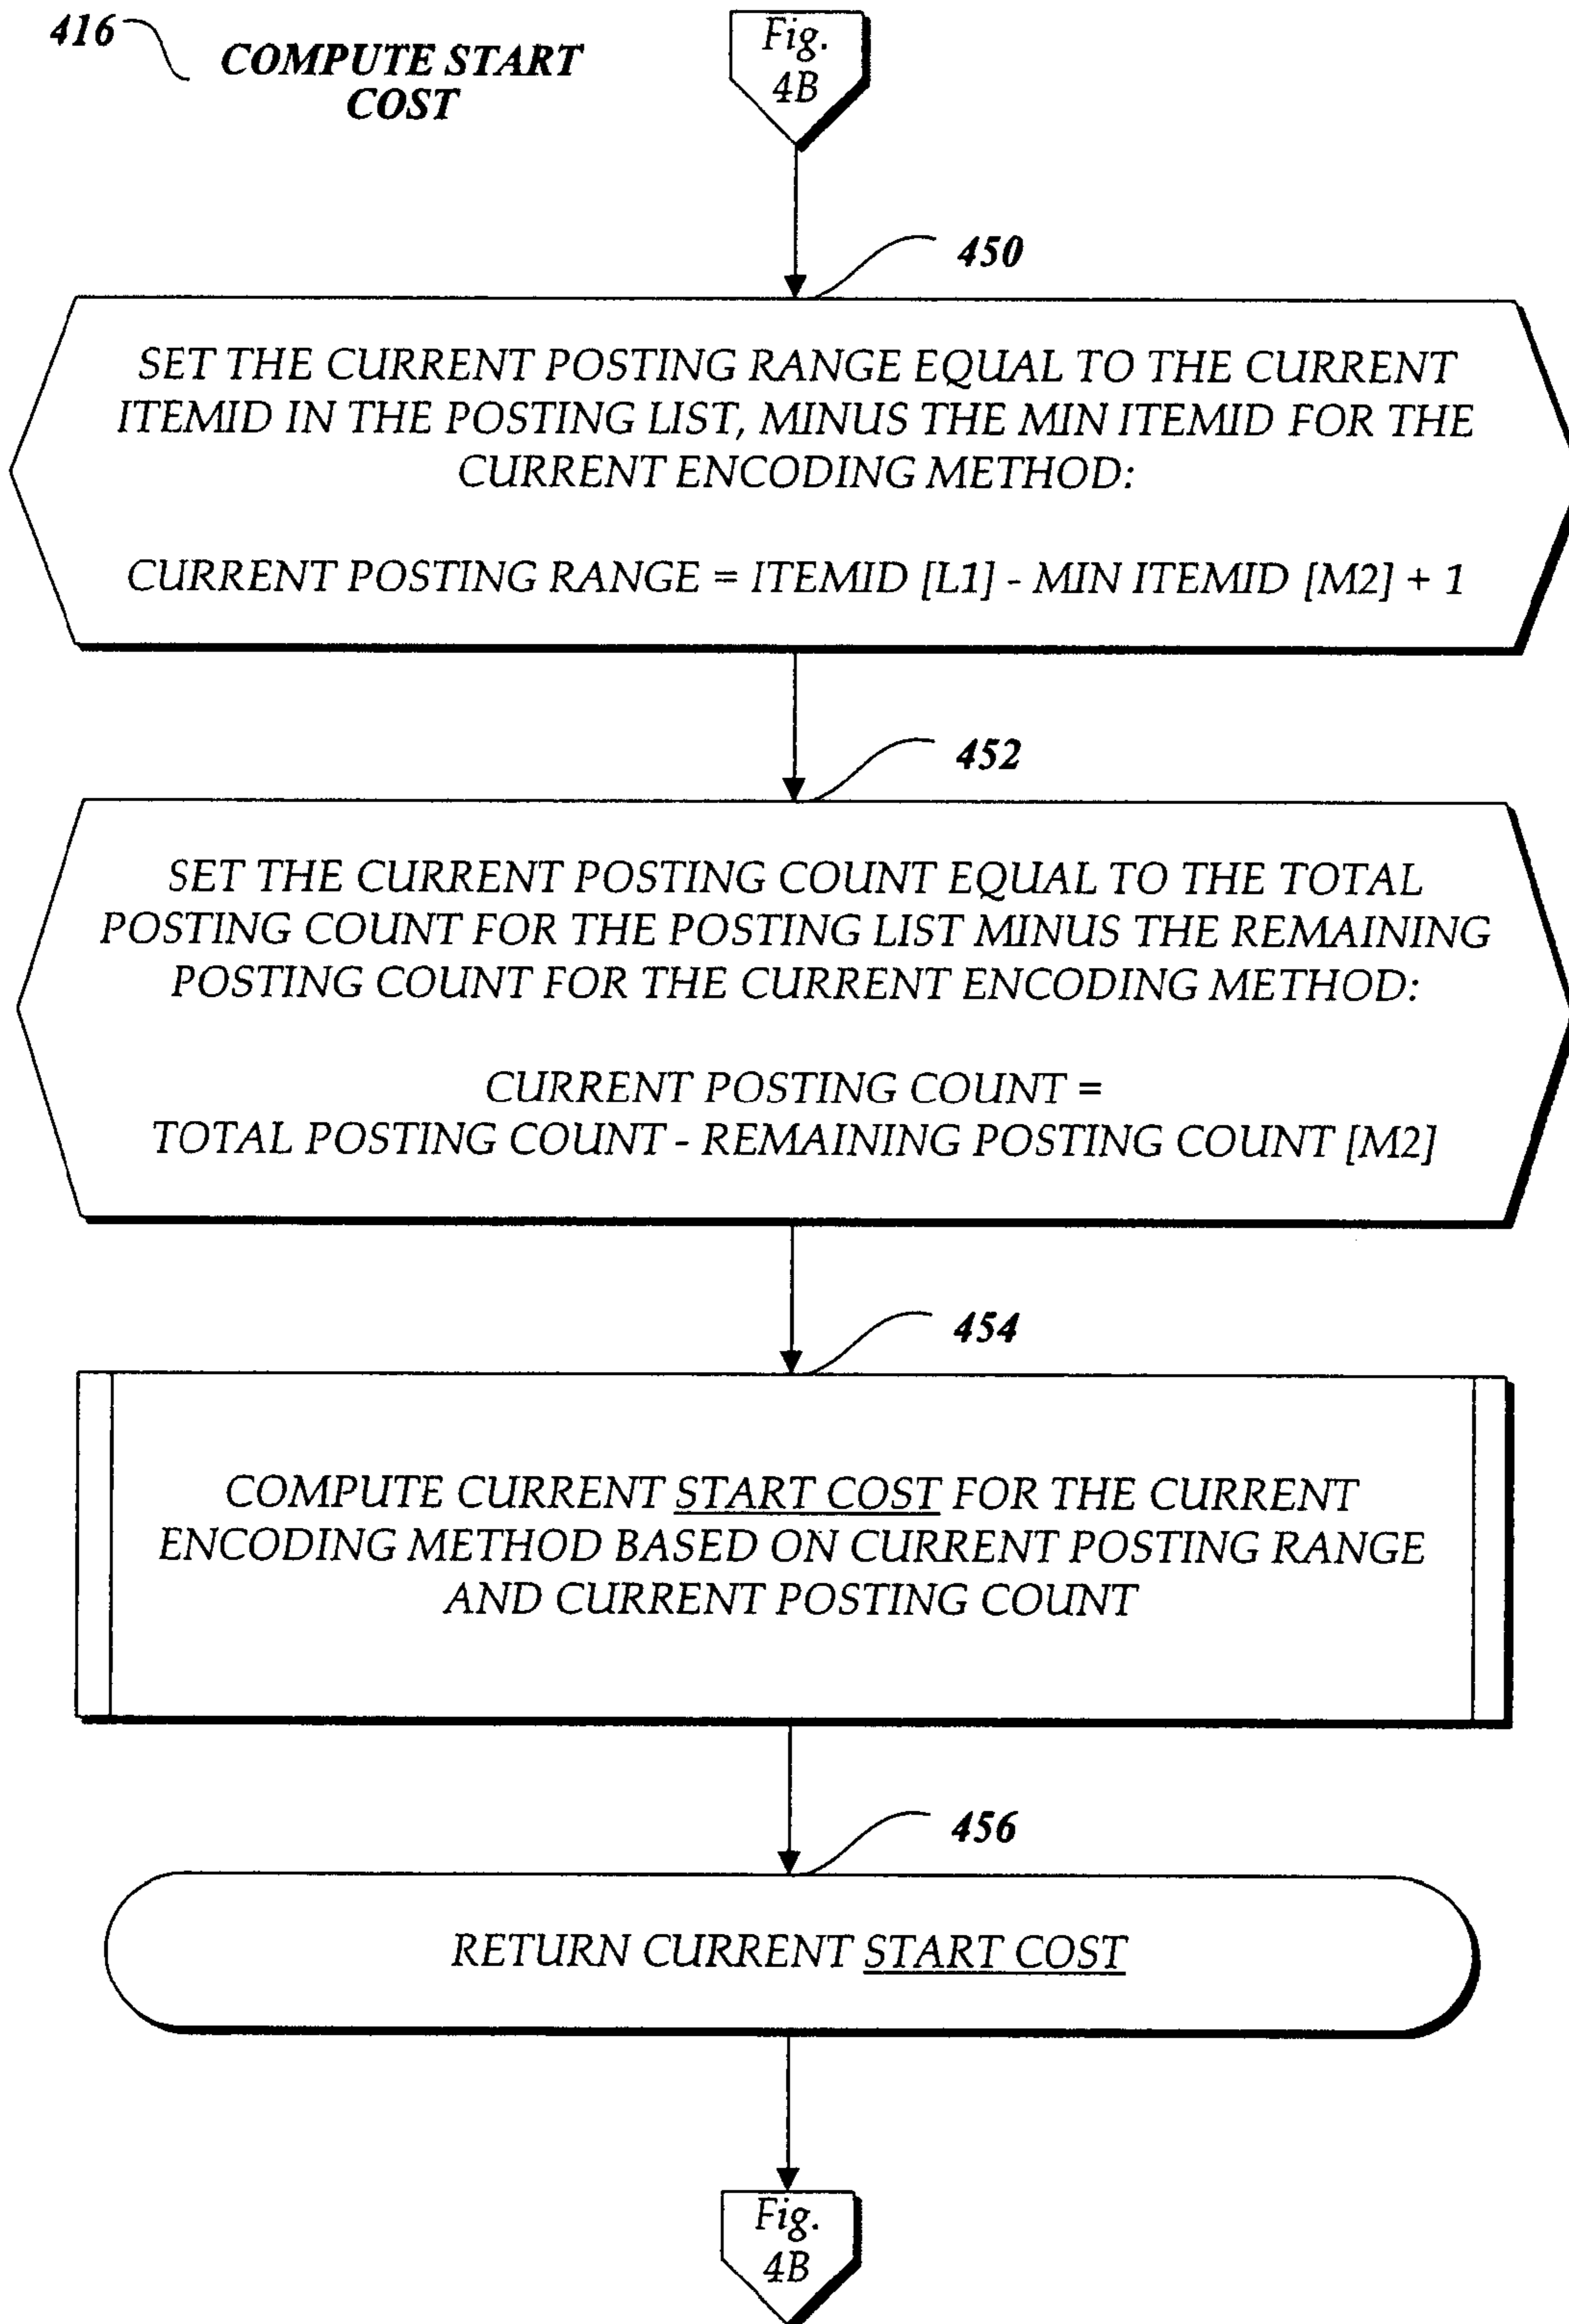 416
COMPUTE START
COST
Fig.
4B
450
SET THE CURRENT POSTING RANGE EQUAL TO THE CURRENT
ITEMID IN THE POSTING LIST, MINUS THE MIN ITEMID FOR THE
CURRENT ENCODING METHOD:
CURRENT POSTING RANGE = ITEMID [L1] - MIN ITEMID [M2] + 1
452
SET THE CURRENT POSTING COUNT EQUAL TO THE TOTAL
POSTING COUNT FOR THE POSTING LIST MINUS THE REMAINING
POSTING COUNT FOR THE CURRENT ENCODING METHOD:
CURRENT POSTING COUNT =
TOTAL POSTING COUNT - REMAINING POSTING COUNT [M2]
454
COMPUTE CURRENT START COST FOR THE CURRENT
ENCODING METHOD BASED ON CURRENT POSTING RANGE
AND CURRENT POSTING COUNT
456
RETURN CURRENT START COST
Fig.
4B